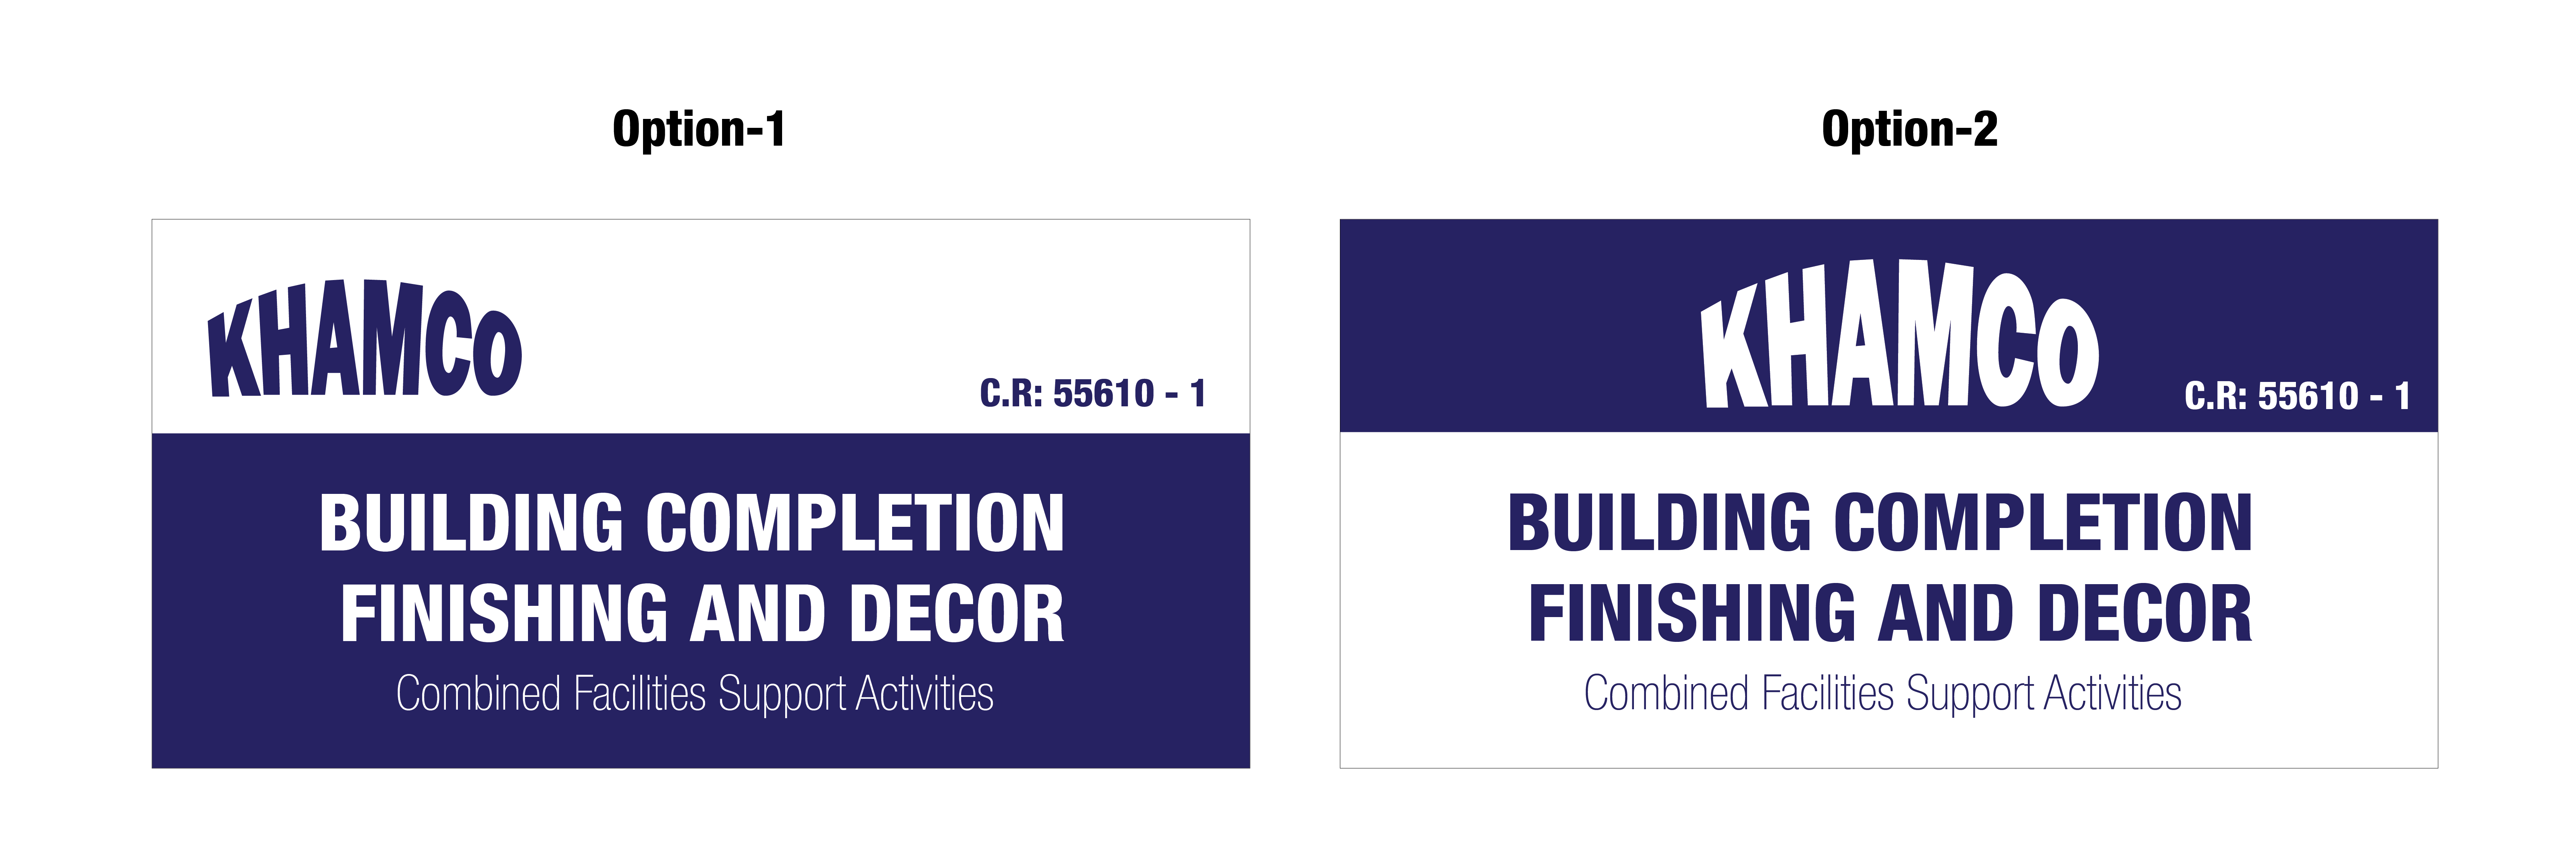 Option-1
KHAMCO
C.R: 55610 - 1
BUILDING COMPLETION
FINISHING AND DECOR
Combined Facilities Support Activities
Option-2
KHAMCO
C.R: 55610 - 1
BUILDING COMPLETION
FINISHING AND DECOR
Combined Facilities Support Activities